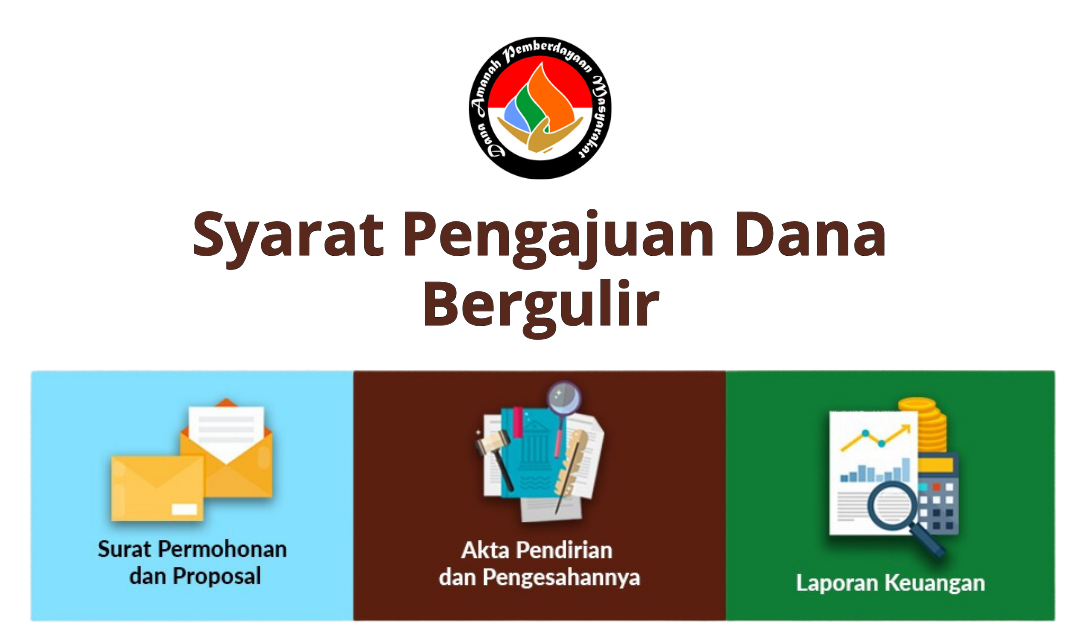 Dana Amanah Pemberdayaan Masyarakat
Syarat Pengajuan Dana
Bergulir
Surat Permohonan
dan Proposal
Akta Pendirian
dan Pengesahannya
Laporan Keuangan